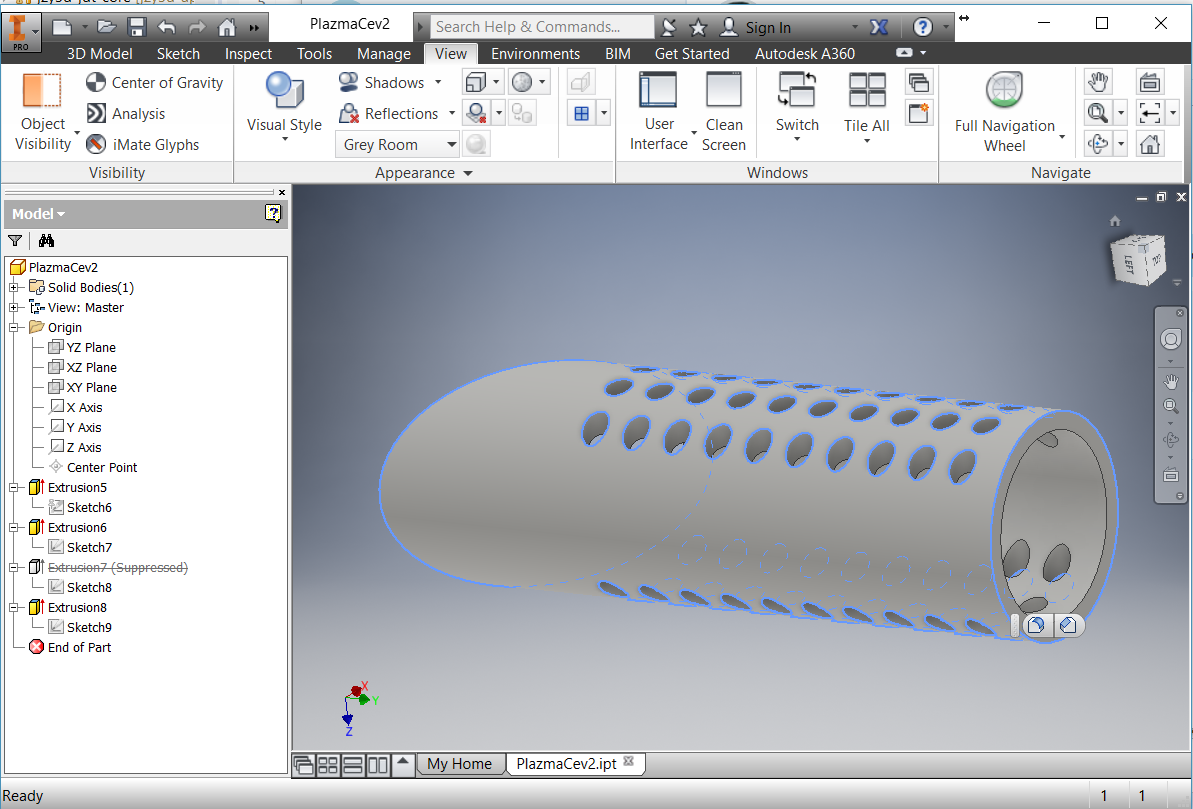 PlazmaCev2
Search Help & Commands...
Sign In
PRO
3D Model Sketch Inspect Tools Manage View Environments BIM Get Started Autodesk A360
Object Visibility
Center of Gravity
Analysis
iMate Glyphs
Visual Style
Shadows
Reflections
Grey Room
User Interface
Clean Screen
Switch
Tile All
Full Navigation Wheel
Visibility
Appearance
Windows
Navigate
Model
PlazmaCev2
Solid Bodies(1)
View: Master
Origin
YZ Plane
XZ Plane
XY Plane
X Axis
Y Axis
Z Axis
Center Point
Extrusion5
Sketch6
Extrusion6
Sketch7
Extrusion7 (Suppressed)
Sketch8
Extrusion8
Sketch9
End of Part
LEFT
TOP
X
Y
Z
My Home
PlazmaCev2.ipt
Ready
1 1